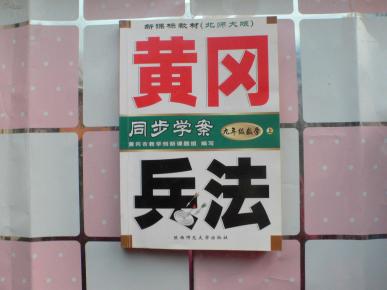 新课标教材(北师大版)
黄冈
同步学案 九年级数学 上
黄冈市教学创新课题组 编写
兵法
陕西师范大学出版社